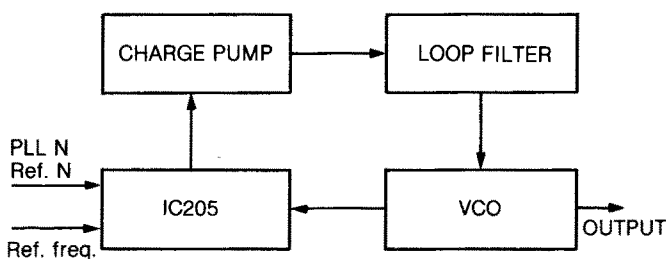 CHARGE PUMP
LOOP FILTER
PLL N
Ref. N
IC205
VCO
OUTPUT
Ref. freq.